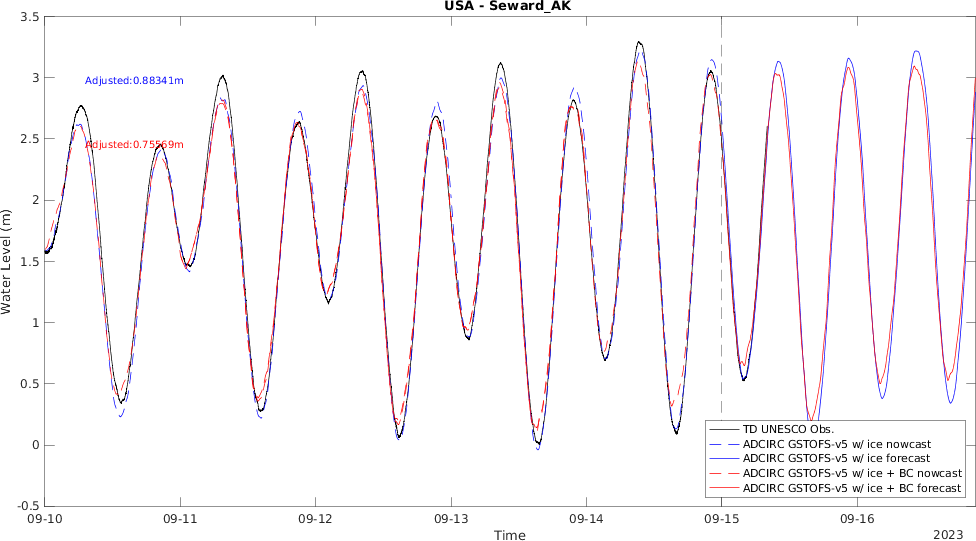 USA - Seward_AK
3.5
3
2.5
2
1.5
1
0.5
0
-0.5
Water Level (m)
Adjusted:0.88341m
Adjusted:0.75569m
TD UNESCO Obs.
ADCIRC GSTOFS-v5 w/ ice nowcast
ADCIRC GSTOFS-v5 w/ ice forecast
ADCIRC GSTOFS-v5 w/ ice + BC nowcast
ADCIRC GSTOFS-v5 w/ ice + BC forecast
09-10 09-11 09-12 09-13 09-14 09-15 09-16
Time
2023